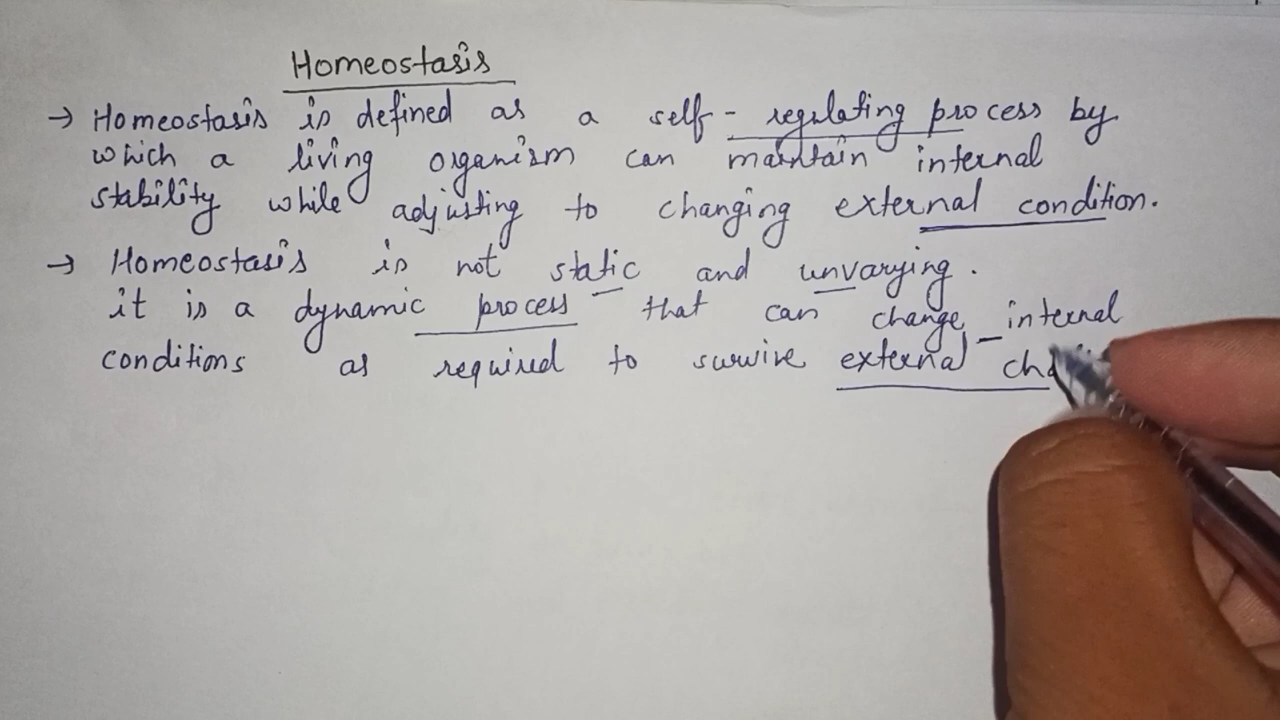 Homeostasis
→ Homeostasis is defined as a self-regulating process by
which a living organism can maintain internal
stability while adjusting to changing external condition.
→ Homeostasis is not static and unvarying.
it is a dynamic process that can change internal
conditions as required to survive external